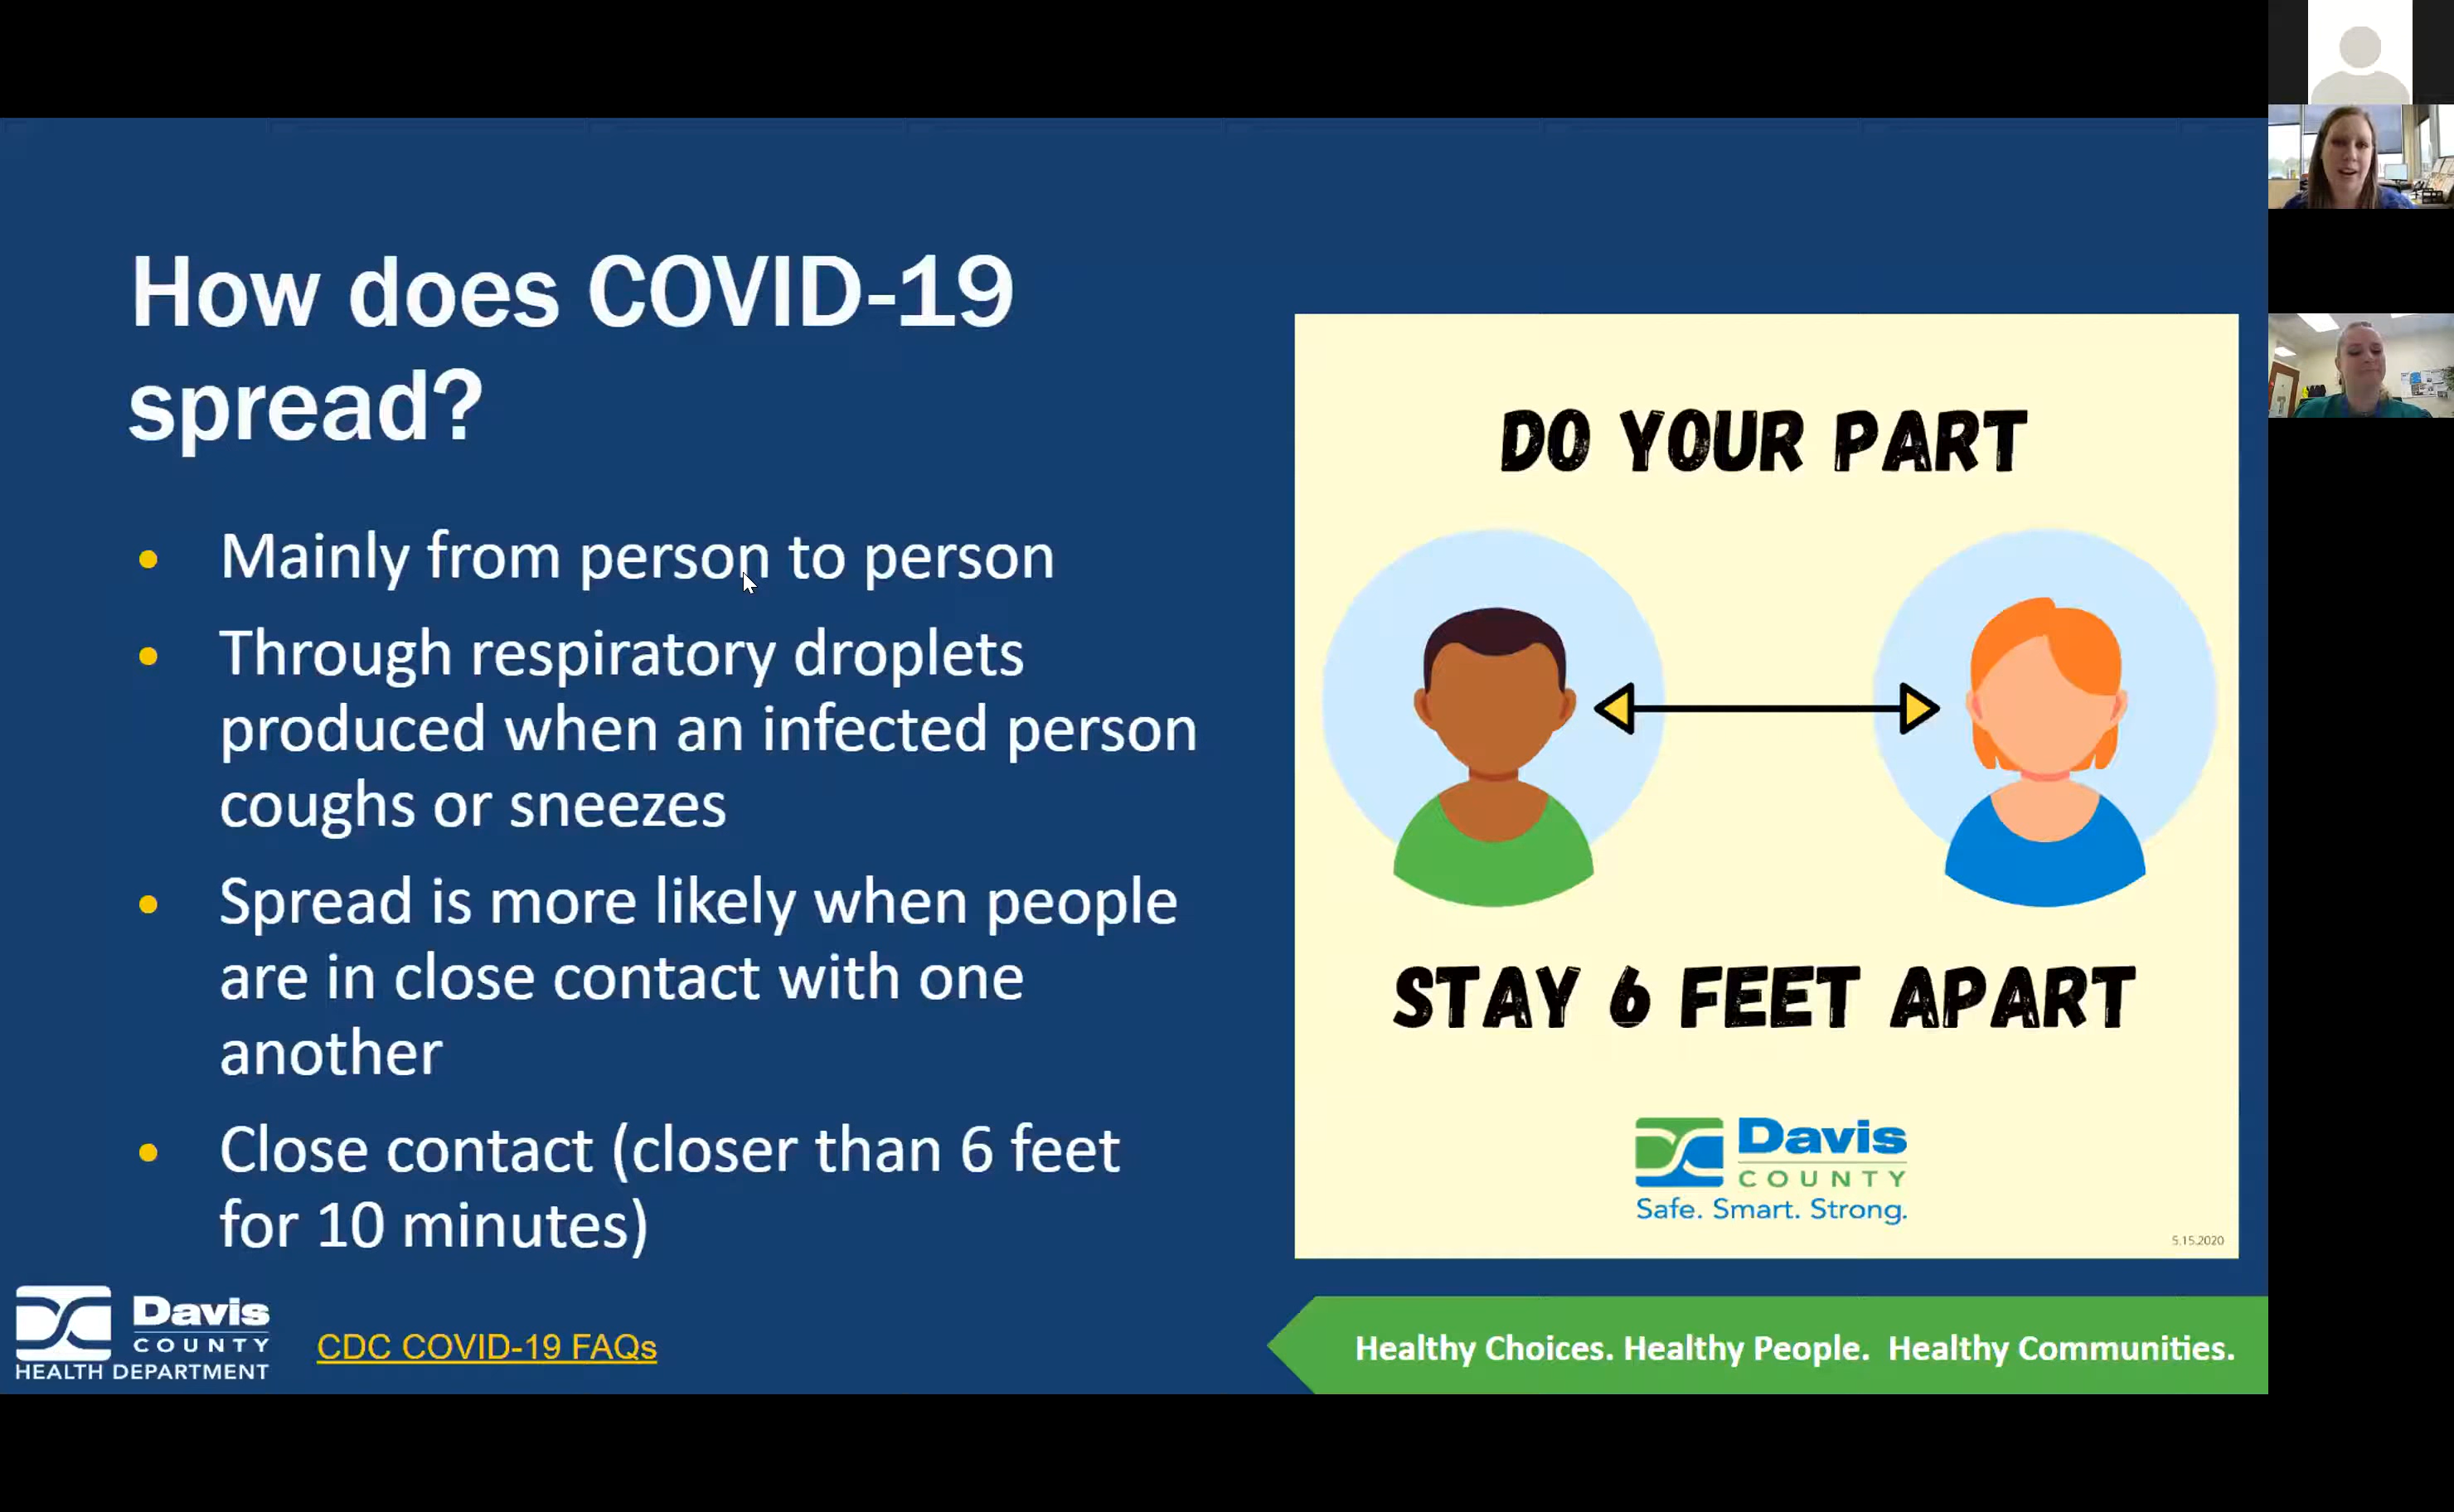 How does COVID-19
spread?
Mainly from person to person
Through respiratory droplets
produced when an infected person
coughs or sneezes
Spread is more likely when people
are in close contact with one
another
Close contact (closer than 6 feet
for 10 minutes)
DO YOUR PART
STAY 6 FEET APART
Davis
COUNTY
Safe. Smart. Strong.
5.15.2020
Davis
COUNTY
HEALTH DEPARTMENT
CDC COVID-19 FAQs
Healthy Choices. Healthy People. Healthy Communities.